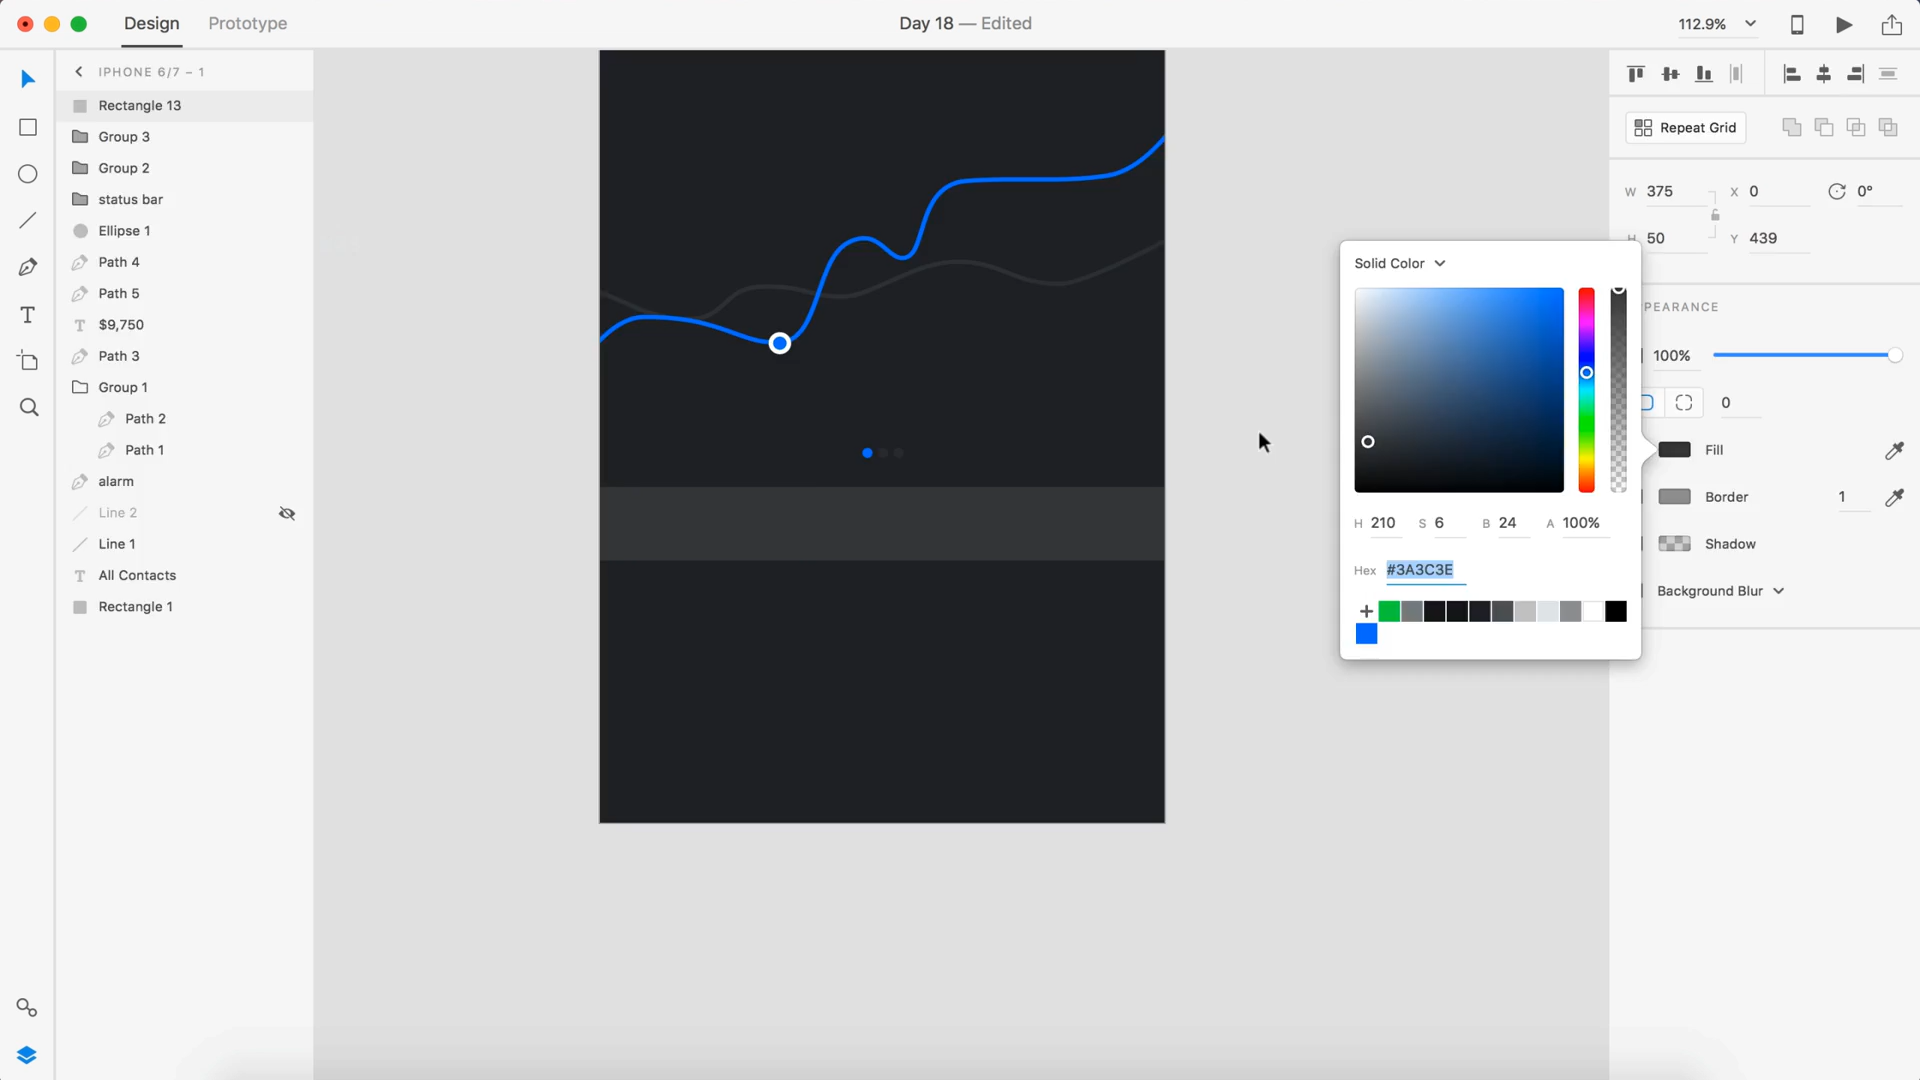 Design
Prototype
Day 18 — Edited
112.9%
IPHONE 6/7 – 1
Rectangle 13
Group 3
Group 2
status bar
Ellipse 1
Path 4
Path 5
T $9,750
Path 3
Group 1
Path 2
Path 1
alarm
Line 2
Line 1
T All Contacts
Rectangle 1
Repeat Grid
W 375 X 0 0°
H 50 Y 439
PEARANCE
100%
0
Fill
Border 1
Shadow
Background Blur
Solid Color
H 210 S 6 B 24 A 100%
Hex #3A3C3E